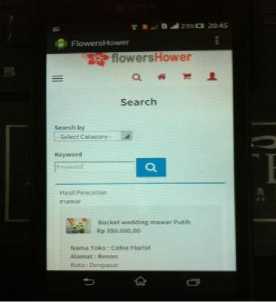 20:45
FlowersHower
flowersHower
Search
Search by
- Select Category -
Keyword
Keyword
Hasil Pencarian
mawar
Bucket wedding mawar Putih
Rp 350.000,00
Nama Toko : Celine Florist
Alamat : Renon
Kota : Denpasar